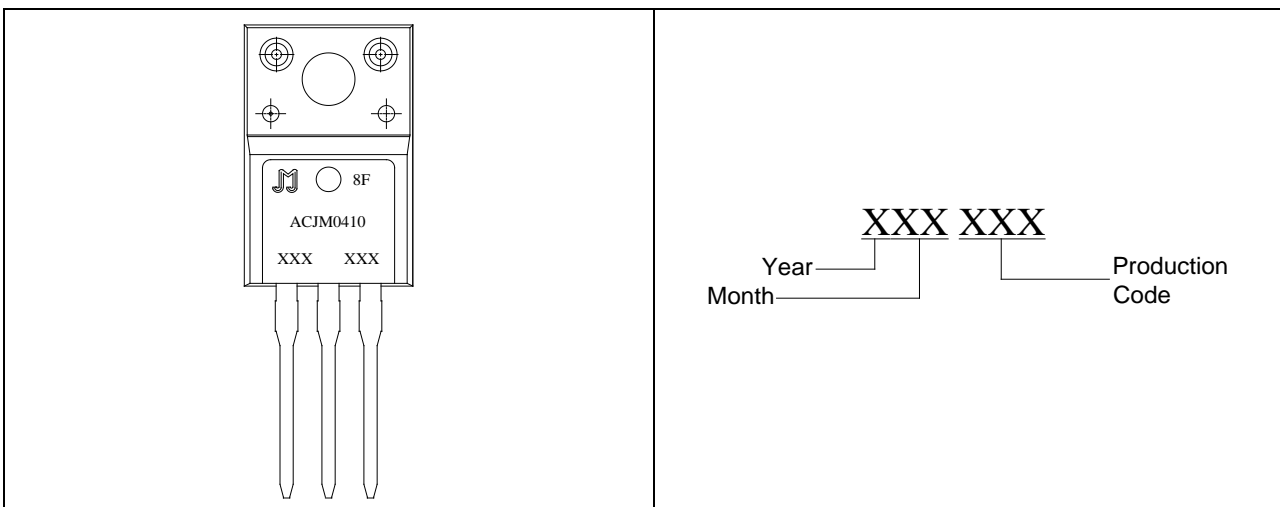 8F
ACJM0410
XXX XXX
XXX XXX
Year
Month
Production
Code